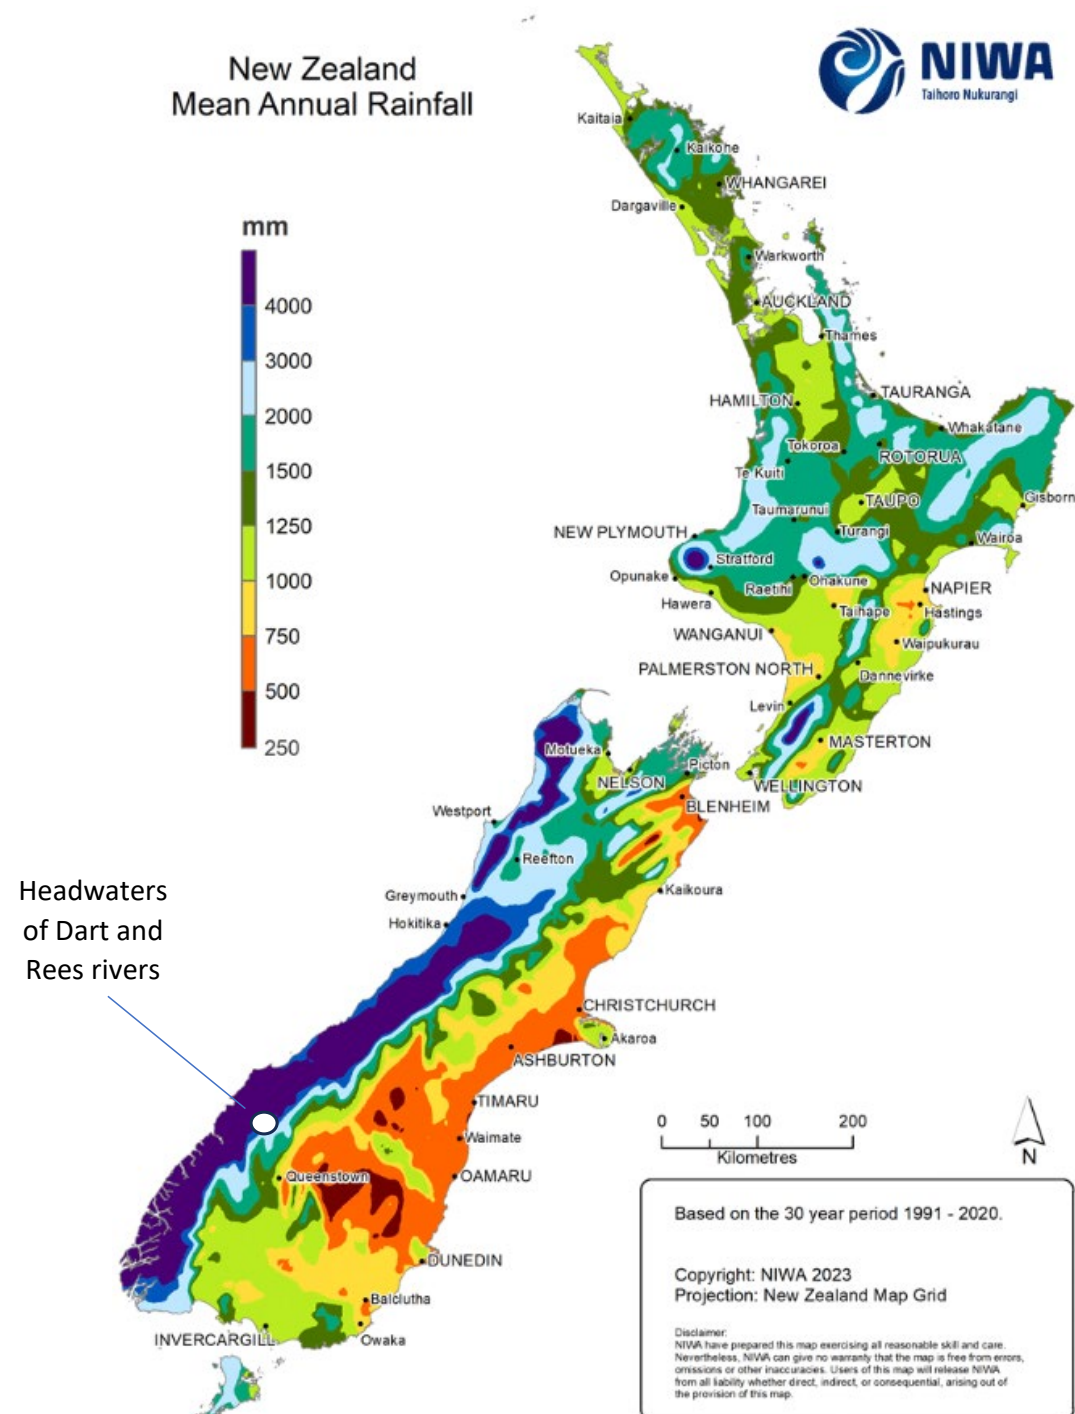 New Zealand
Mean Annual Rainfall
NIWA
Taihoro Nukurangi
mm
4000
3000
2000
1500
1250
1000
750
500
250
Kaitaia
Kaikohe
WHANGAREI
Dargaville
Warkworth
AUCKLAND
Thames
HAMILTON
TAURANGA
Whakatane
Tokoroa
ROTORUA
Te Kuiti
TAUPO
Gisborn
Taumarunui
NEW PLYMOUTH
Turangi
Wairoa
Stratford
Opunake
Raetihi
Ohakune
NAPIER
Hawera
Taihape
Hastings
WANGANUI
Waipukurau
PALMERSTON NORTH
Dannevirke
Levin
MASTERTON
Motueka
Picton
NELSON
WELLINGTON
BLENHEIM
Westport
Reefton
Greymouth
Kaikoura
Hokitika
Headwaters
of Dart and
Rees rivers
CHRISTCHURCH
Akaroa
ASHBURTON
TIMARU
Waimate
Queenstown
OAMARU
DUNEDIN
Balclutha
INVERCARGILL
Owaka
0 50 100 200
Kilometres
N
Based on the 30 year period 1991 - 2020.
Copyright: NIWA 2023
Projection: New Zealand Map Grid
Disclaimer:
NIWA have prepared this map exercising all reasonable skill and care.
Nevertheless, NIWA can give no warranty that the map is free from errors,
omissions or other inaccuracies. Users of this map will release NIWA
from all liability whether direct, indirect, or consequential, arising out of
the provision of this map.